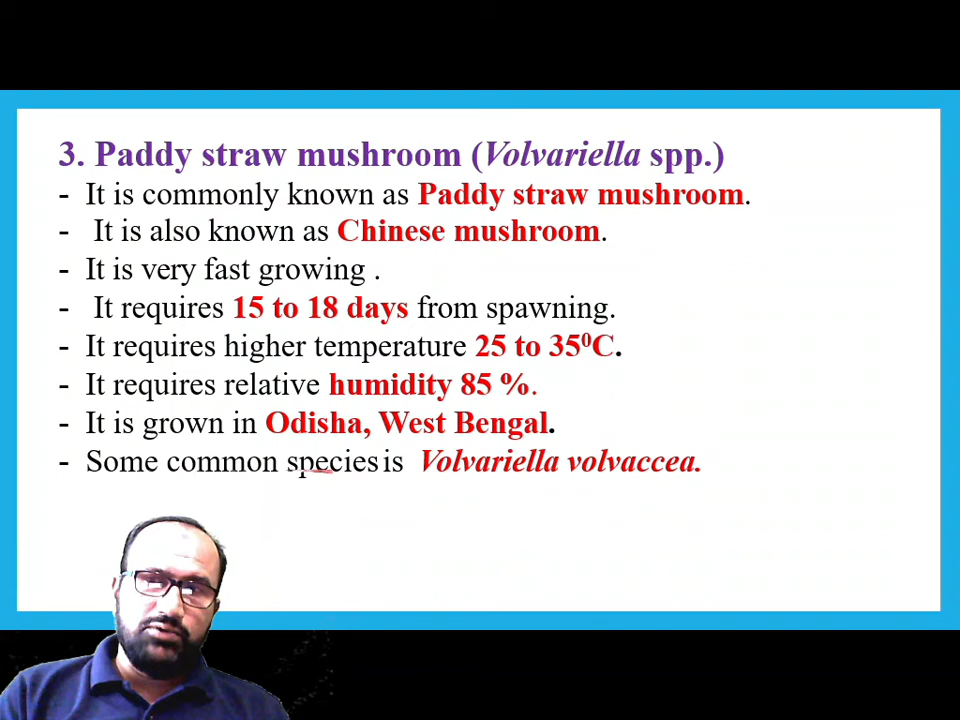 3. Paddy straw mushroom (Volvariella spp.)
- It is commonly known as Paddy straw mushroom.
- It is also known as Chinese mushroom.
- It is very fast growing .
- It requires 15 to 18 days from spawning.
- It requires higher temperature 25 to 35⁰C.
- It requires relative humidity 85 %.
- It is grown in Odisha, West Bengal.
- Some common species is Volvariella volvaccea.